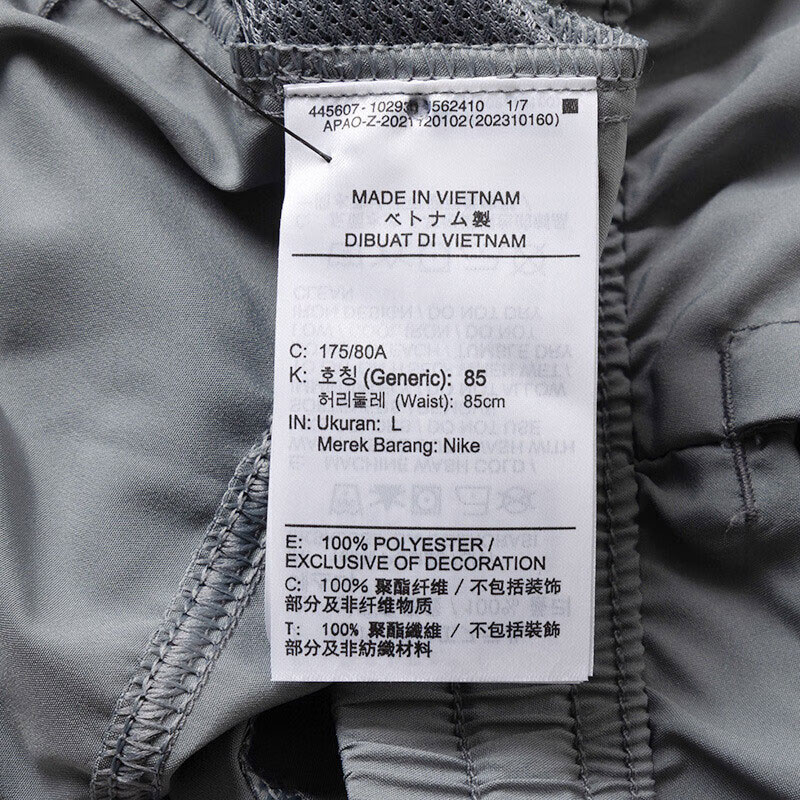 445607-10293 562410 1/7
APAO-Z-2021 20102(202310160)
MADE IN VIETNAM
ベトナム製
DIBUAT DI VIETNAM
C: 175/80A
K: 호칭 (Generic): 85
허리둘레 (Waist): 85cm
IN: Ukuran: L
Merek Barang: Nike
E: 100% POLYESTER /
EXCLUSIVE OF DECORATION
C: 100% 聚酯纤维 / 不包括装饰
部分及非纤维物质
T: 100% 聚酯纖維 / 不包括裝飾
部分及非紡織材料